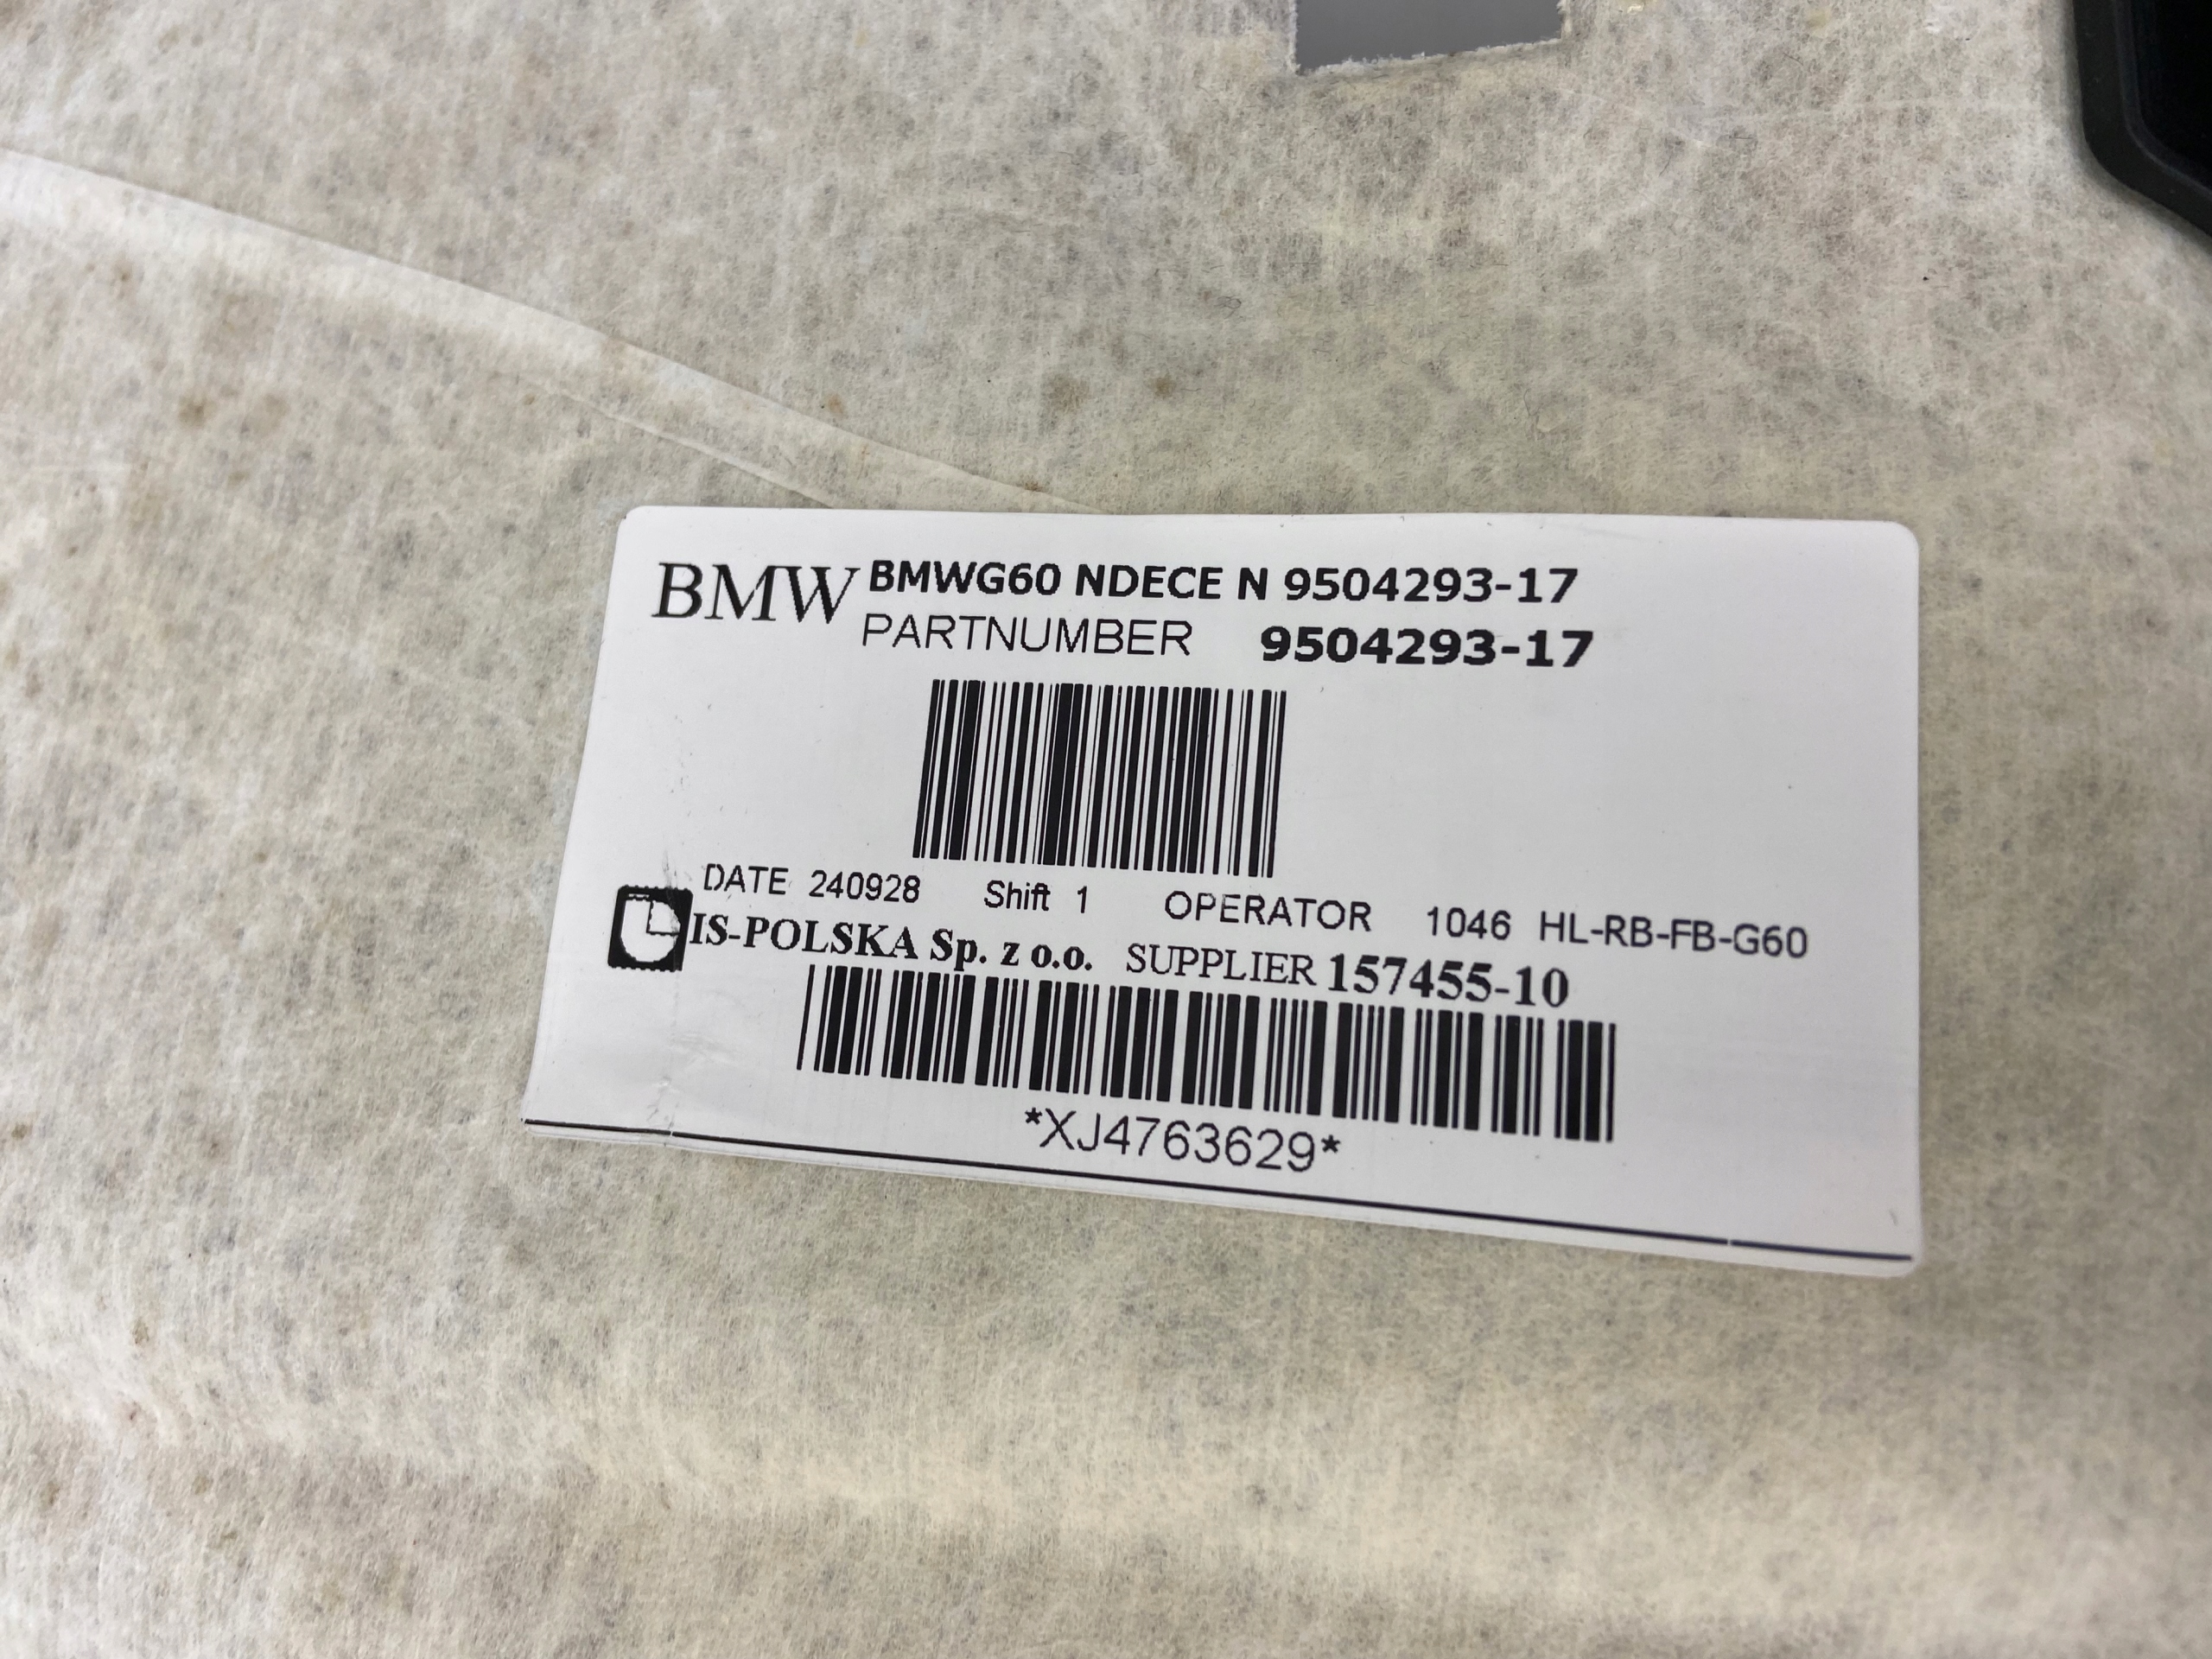 BMW BMWG60 NDECE N 9504293-17
PARTNUMBER 9504293-17
DATE 240928 Shift 1 OPERATOR 1046 HL-RB-FB-G60
IS-POLSKA Sp. z o.o. SUPPLIER 157455-10
*XJ4763629*